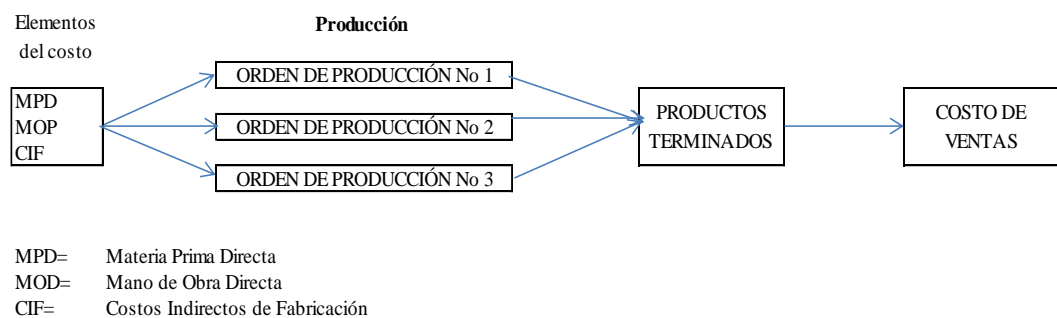 Elementos
del costo
Producción
MPD
MOP
CIF
ORDEN DE PRODUCCIÓN No 1
ORDEN DE PRODUCCIÓN No 2
ORDEN DE PRODUCCIÓN No 3
PRODUCTOS
TERMINADOS
COSTO DE
VENTAS
MPD= Materia Prima Directa
MOD= Mano de Obra Directa
CIF= Costos Indirectos de Fabricación